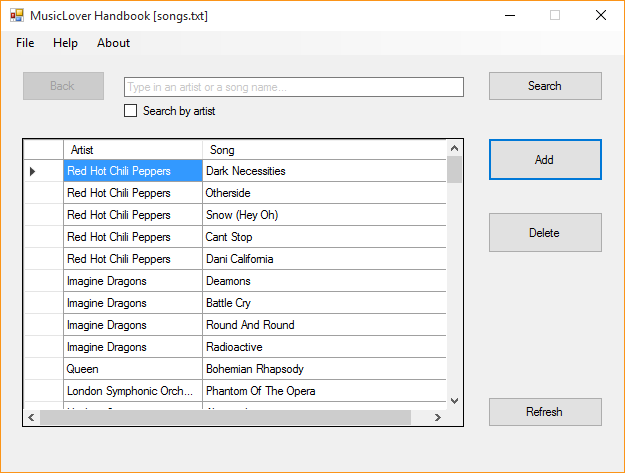 MusicLover Handbook [songs.txt]
File Help About
Back Type in an artist or a song name... Search
Search by artist
Artist Song
Red Hot Chili Peppers Dark Necessities
Add
Red Hot Chili Peppers Otherside
Red Hot Chili Peppers Snow (Hey Oh)
Red Hot Chili Peppers Cant Stop
Delete
Red Hot Chili Peppers Dani California
Imagine Dragons Deamons
Imagine Dragons Battle Cry
Imagine Dragons Round And Round
Imagine Dragons Radioactive
Queen Bohemian Rhapsody
London Symphonic Orch... Phantom Of The Opera
Refresh